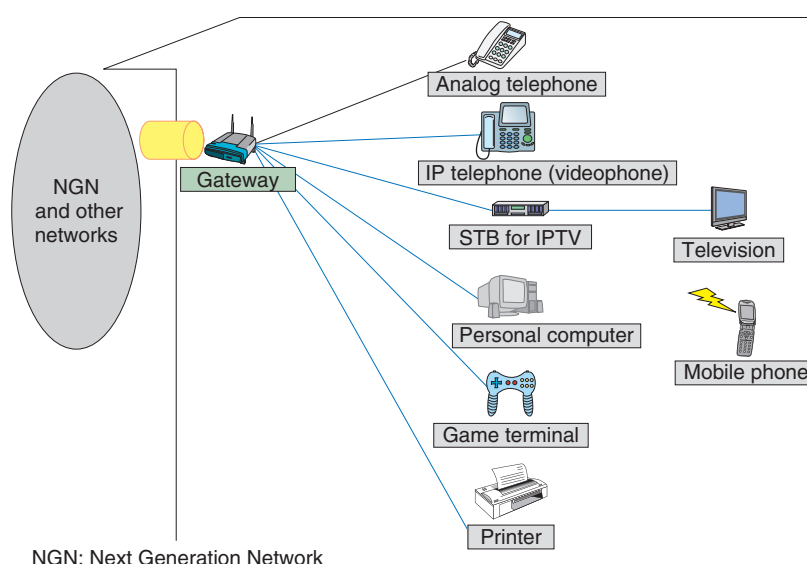 Analog telephone
IP telephone (videophone)
Gateway
NGN
and other
networks
STB for IPTV
Television
Personal computer
Mobile phone
Game terminal
Printer
NGN: Next Generation Network